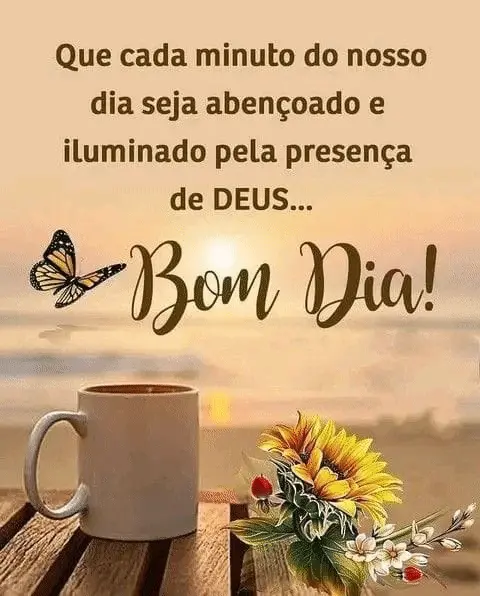 Que cada minuto do nosso
dia seja abençoado e
iluminado pela presença
de DEUS...
Bom Dia!